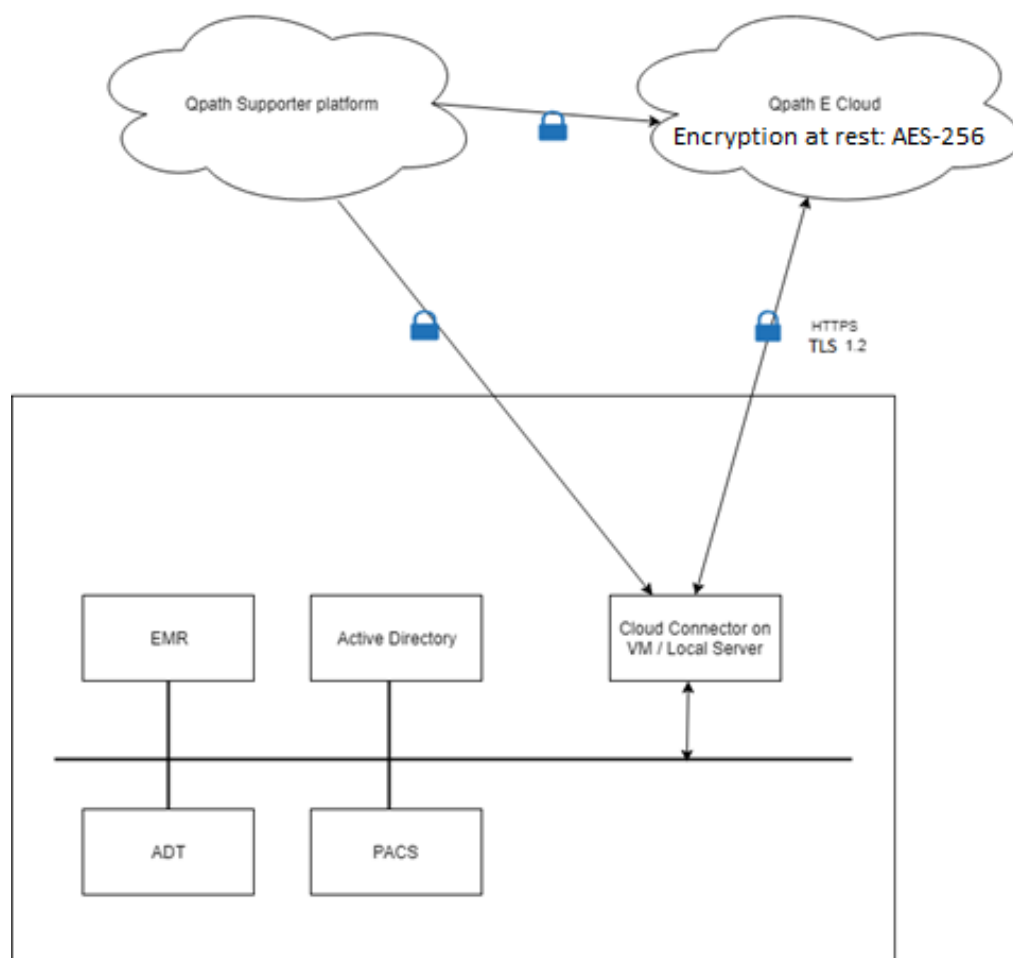 Qpath Supporter platform
Qpath E Cloud
Encryption at rest: AES-256
HTTPS
TLS 1.2
EMR
Active Directory
Cloud Connector on
VM / Local Server
ADT
PACS